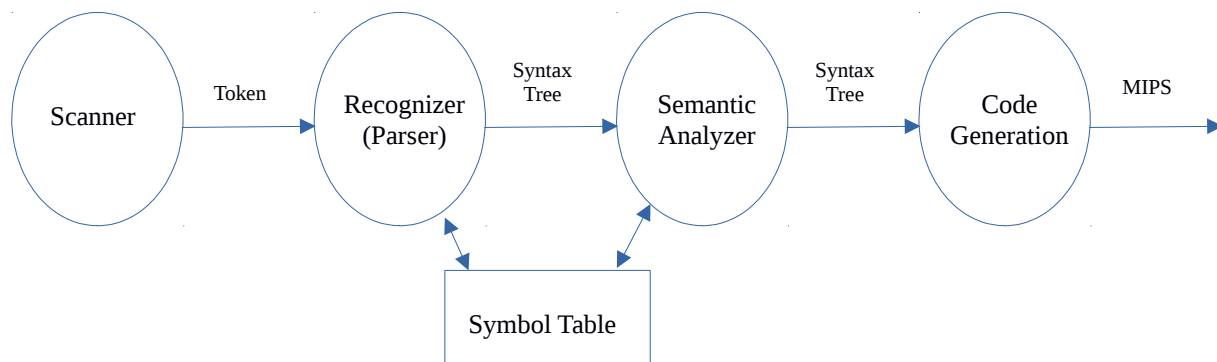 Scanner
Token
Recognizer
(Parser)
Syntax
Tree
Semantic
Analyzer
Syntax
Tree
Code
Generation
MIPS
Symbol Table